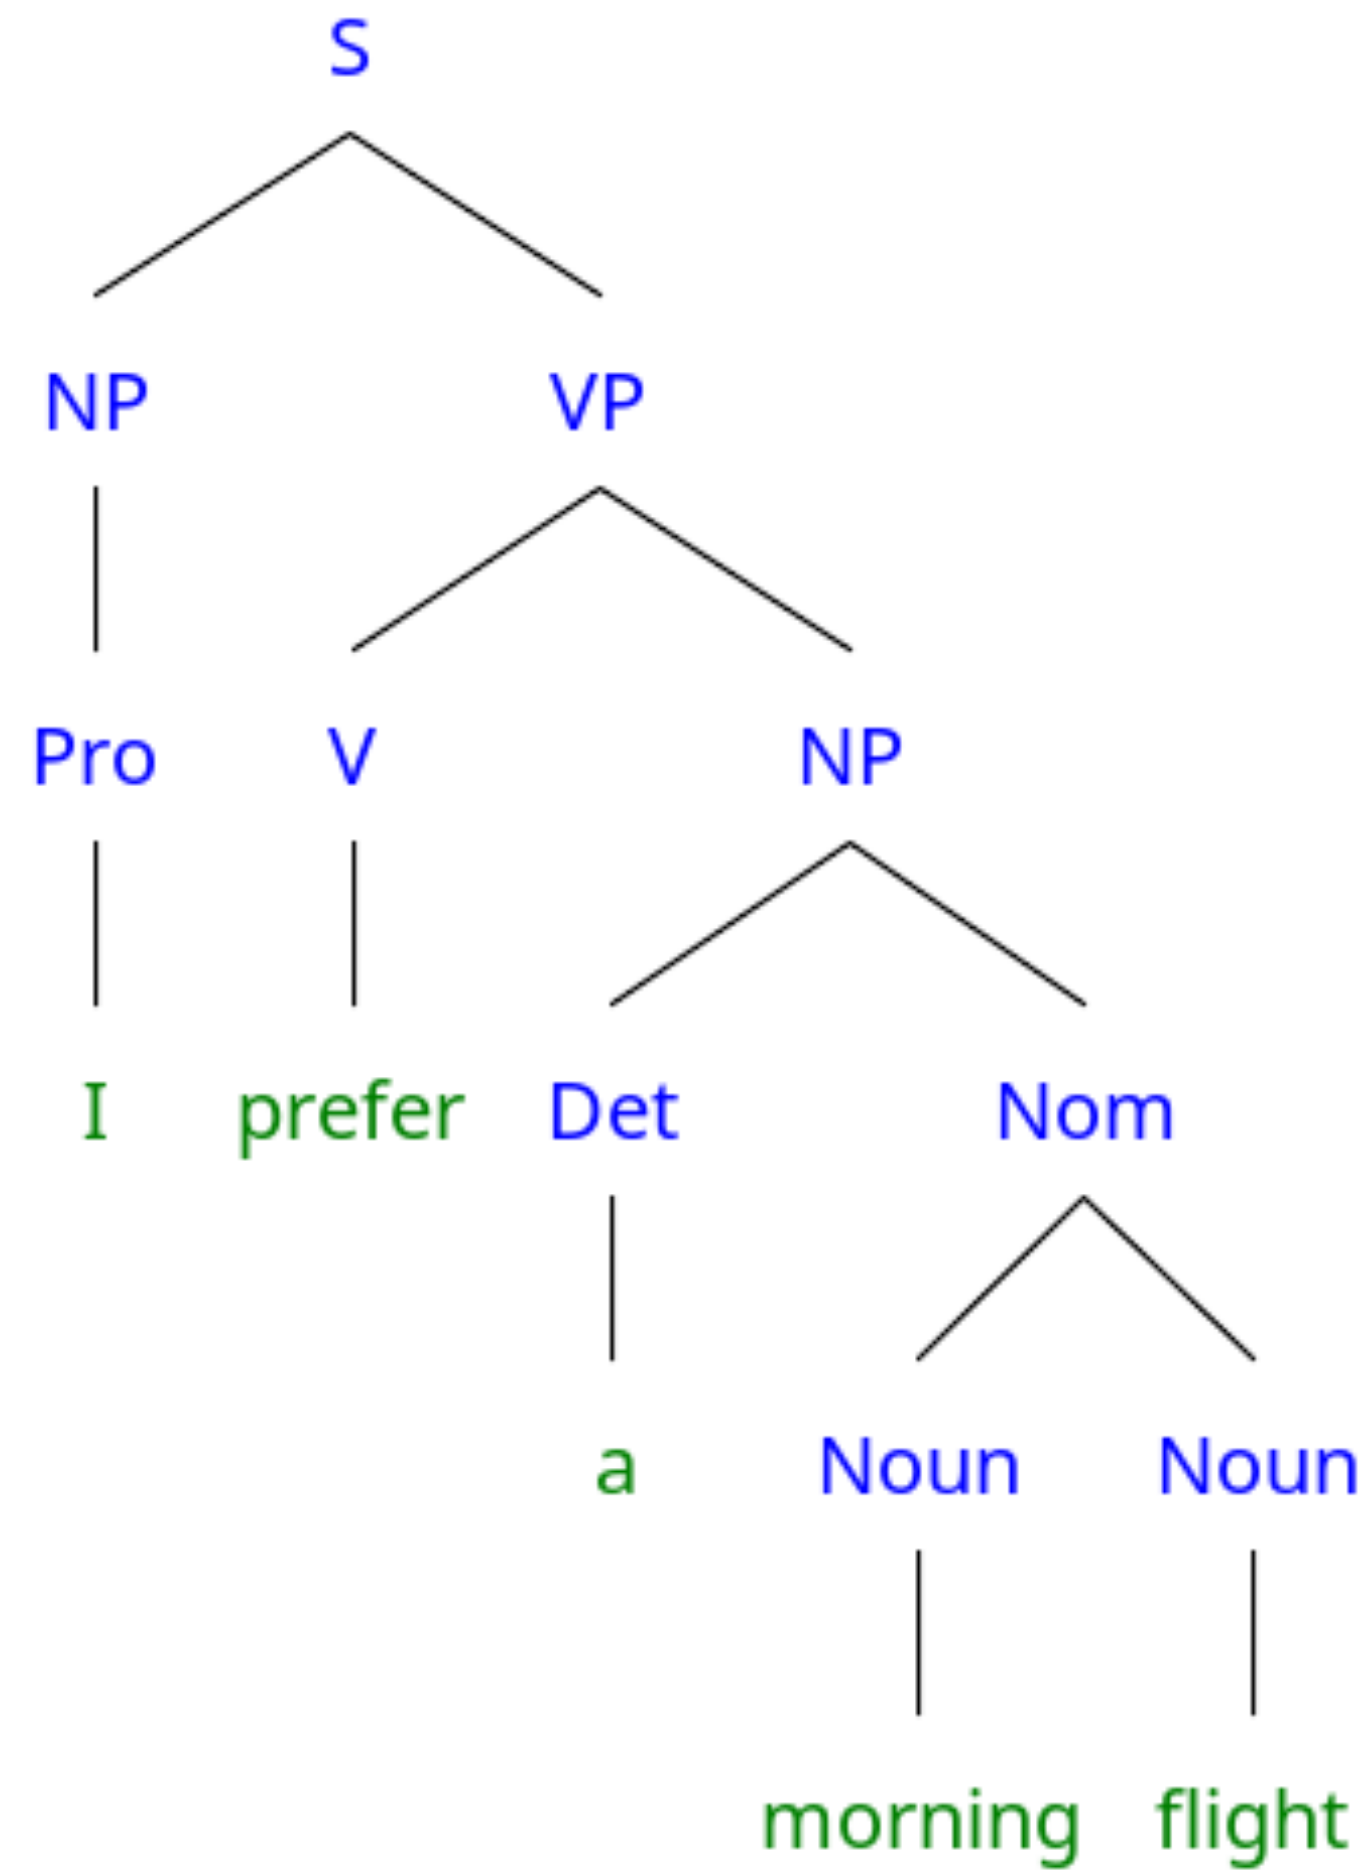 S
NP VP
Pro V NP
I prefer Det Nom
a Noun Noun
morning flight